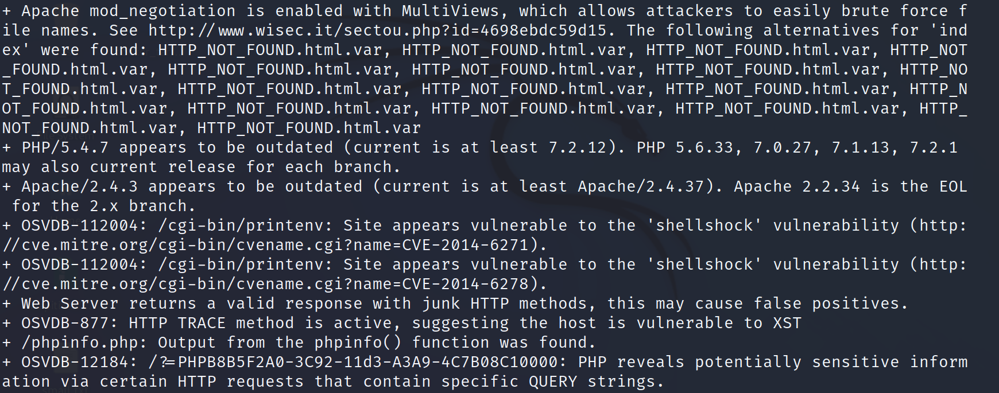 + Apache mod_negotiation is enabled with MultiViews, which allows attackers to easily brute force f
ile names. See http://www.wisec.it/sectou.php?id=4698ebdc59d15. The following alternatives for 'ind
ex' were found: HTTP_NOT_FOUND.html.var, HTTP_NOT_FOUND.html.var, HTTP_NOT_FOUND.html.var, HTTP_NOT
_FOUND.html.var, HTTP_NOT_FOUND.html.var, HTTP_NOT_FOUND.html.var, HTTP_NOT_FOUND.html.var, HTTP_NO
T_FOUND.html.var, HTTP_NOT_FOUND.html.var, HTTP_NOT_FOUND.html.var, HTTP_NOT_FOUND.html.var, HTTP_N
OT_FOUND.html.var, HTTP_NOT_FOUND.html.var, HTTP_NOT_FOUND.html.var, HTTP_NOT_FOUND.html.var, HTTP_
NOT_FOUND.html.var, HTTP_NOT_FOUND.html.var
+ PHP/5.4.7 appears to be outdated (current is at least 7.2.12). PHP 5.6.33, 7.0.27, 7.1.13, 7.2.1
may also current release for each branch.
+ Apache/2.4.3 appears to be outdated (current is at least Apache/2.4.37). Apache 2.2.34 is the EOL
 for the 2.x branch.
+ OSVDB-112004: /cgi-bin/printenv: Site appears vulnerable to the 'shellshock' vulnerability (http:
//cve.mitre.org/cgi-bin/cvename.cgi?name=CVE-2014-6271).
+ OSVDB-112004: /cgi-bin/printenv: Site appears vulnerable to the 'shellshock' vulnerability (http:
//cve.mitre.org/cgi-bin/cvename.cgi?name=CVE-2014-6278).
+ Web Server returns a valid response with junk HTTP methods, this may cause false positives.
+ OSVDB-877: HTTP TRACE method is active, suggesting the host is vulnerable to XST
+ /phpinfo.php: Output from the phpinfo() function was found.
+ OSVDB-12184: /?=PHPB8B5F2A0-3C92-11d3-A3A9-4C7B08C10000: PHP reveals potentially sensitive inform
ation via certain HTTP requests that contain specific QUERY strings.